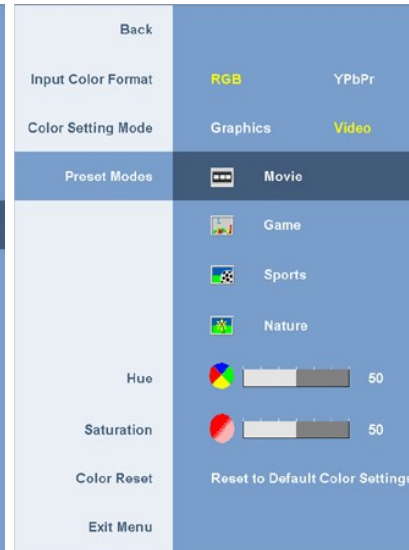 Back
Input Color Format RGB YPbPr
Color Setting Mode Graphics Video
Preset Modes Movie
Game
Sports
Nature
Hue 50
Saturation 50
Color Reset Reset to Default Color Settings
Exit Menu